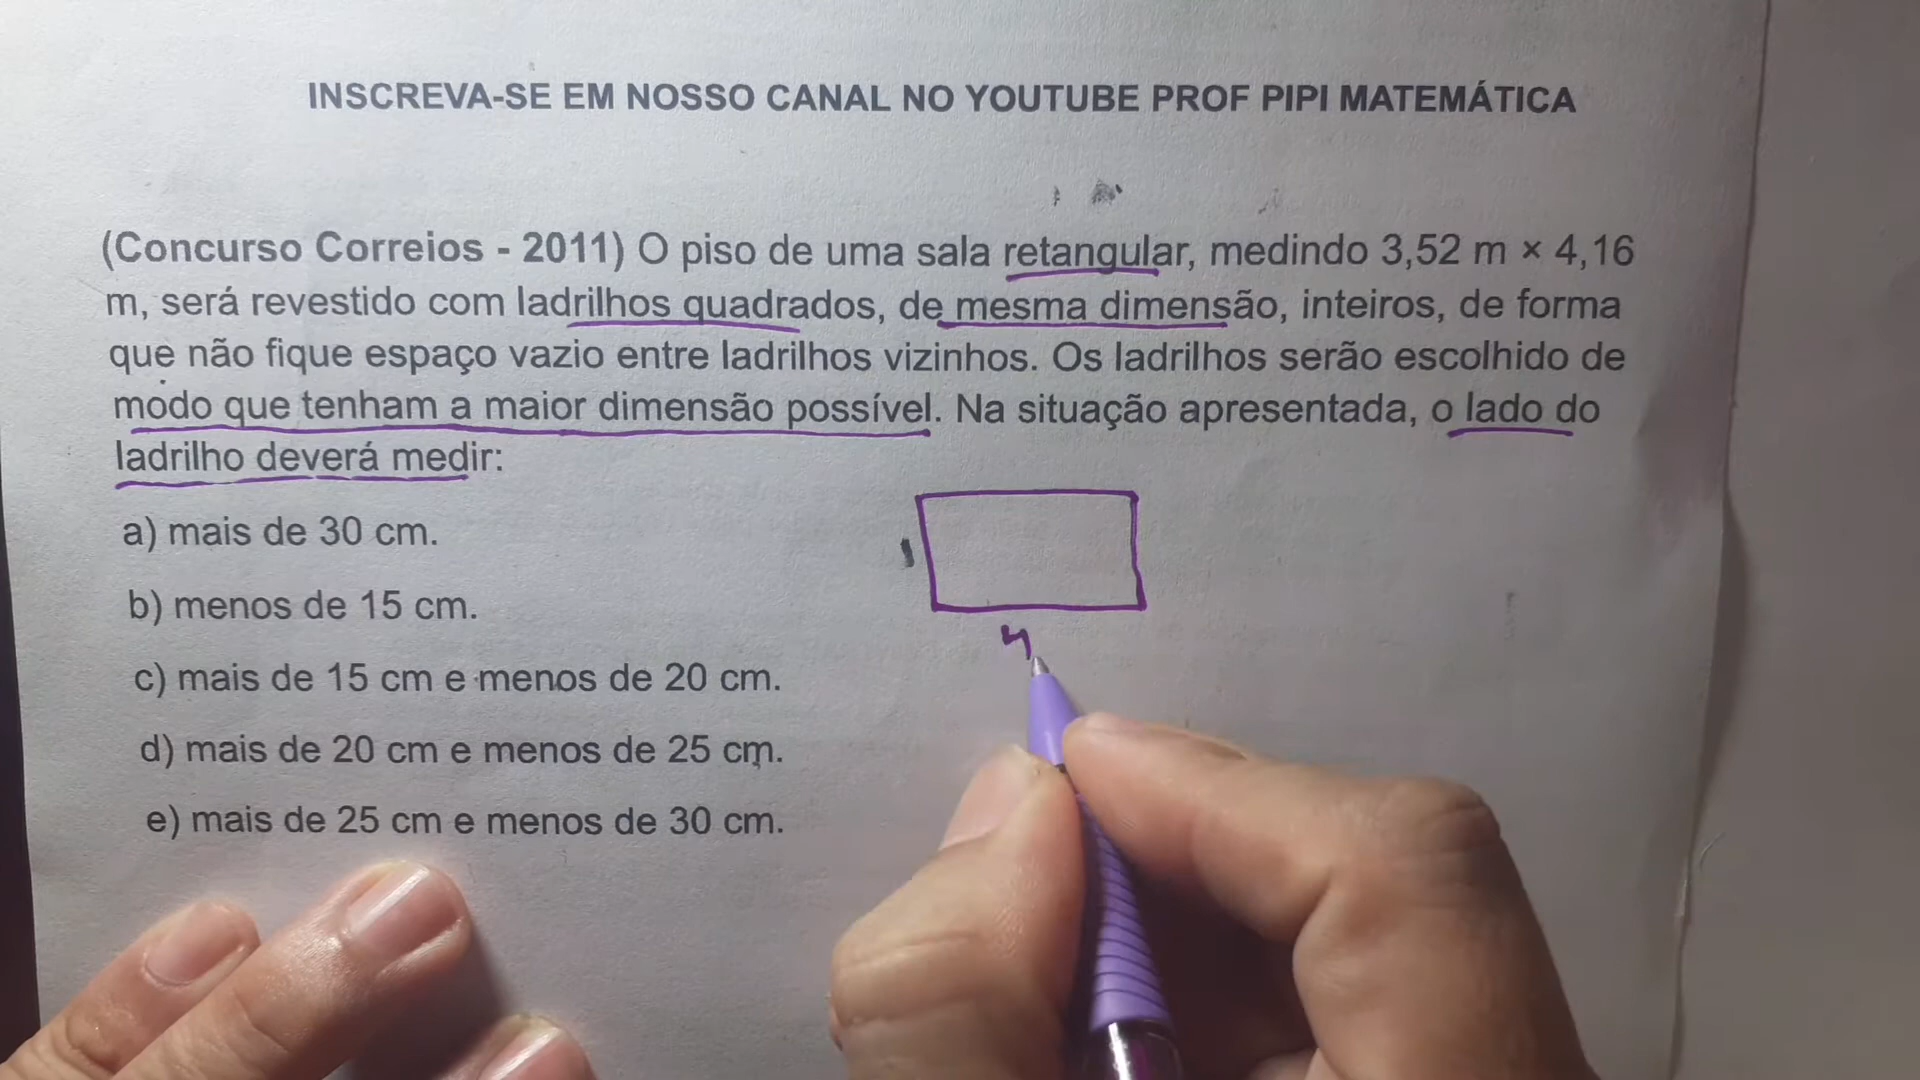 INSCREVA-SE EM NOSSO CANAL NO YOUTUBE PROF PIPI MATEMÁTICA
(Concurso Correios - 2011) O piso de uma sala retangular, medindo 3,52 m × 4,16
m, será revestido com ladrilhos quadrados, de mesma dimensão, inteiros, de forma
que não fique espaço vazio entre ladrilhos vizinhos. Os ladrilhos serão escolhido de
modo que tenham a maior dimensão possível. Na situação apresentada, o lado do
ladrilho deverá medir:
a) mais de 30 cm.
b) menos de 15 cm.
c) mais de 15 cm e menos de 20 cm.
d) mais de 20 cm e menos de 25 cm.
e) mais de 25 cm e menos de 30 cm.
4